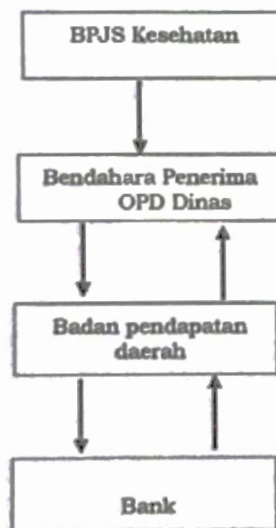 BPJS Kesehatan
Bendahara Penerima
OPD Dinas
Badan pendapatan
daerah
Bank